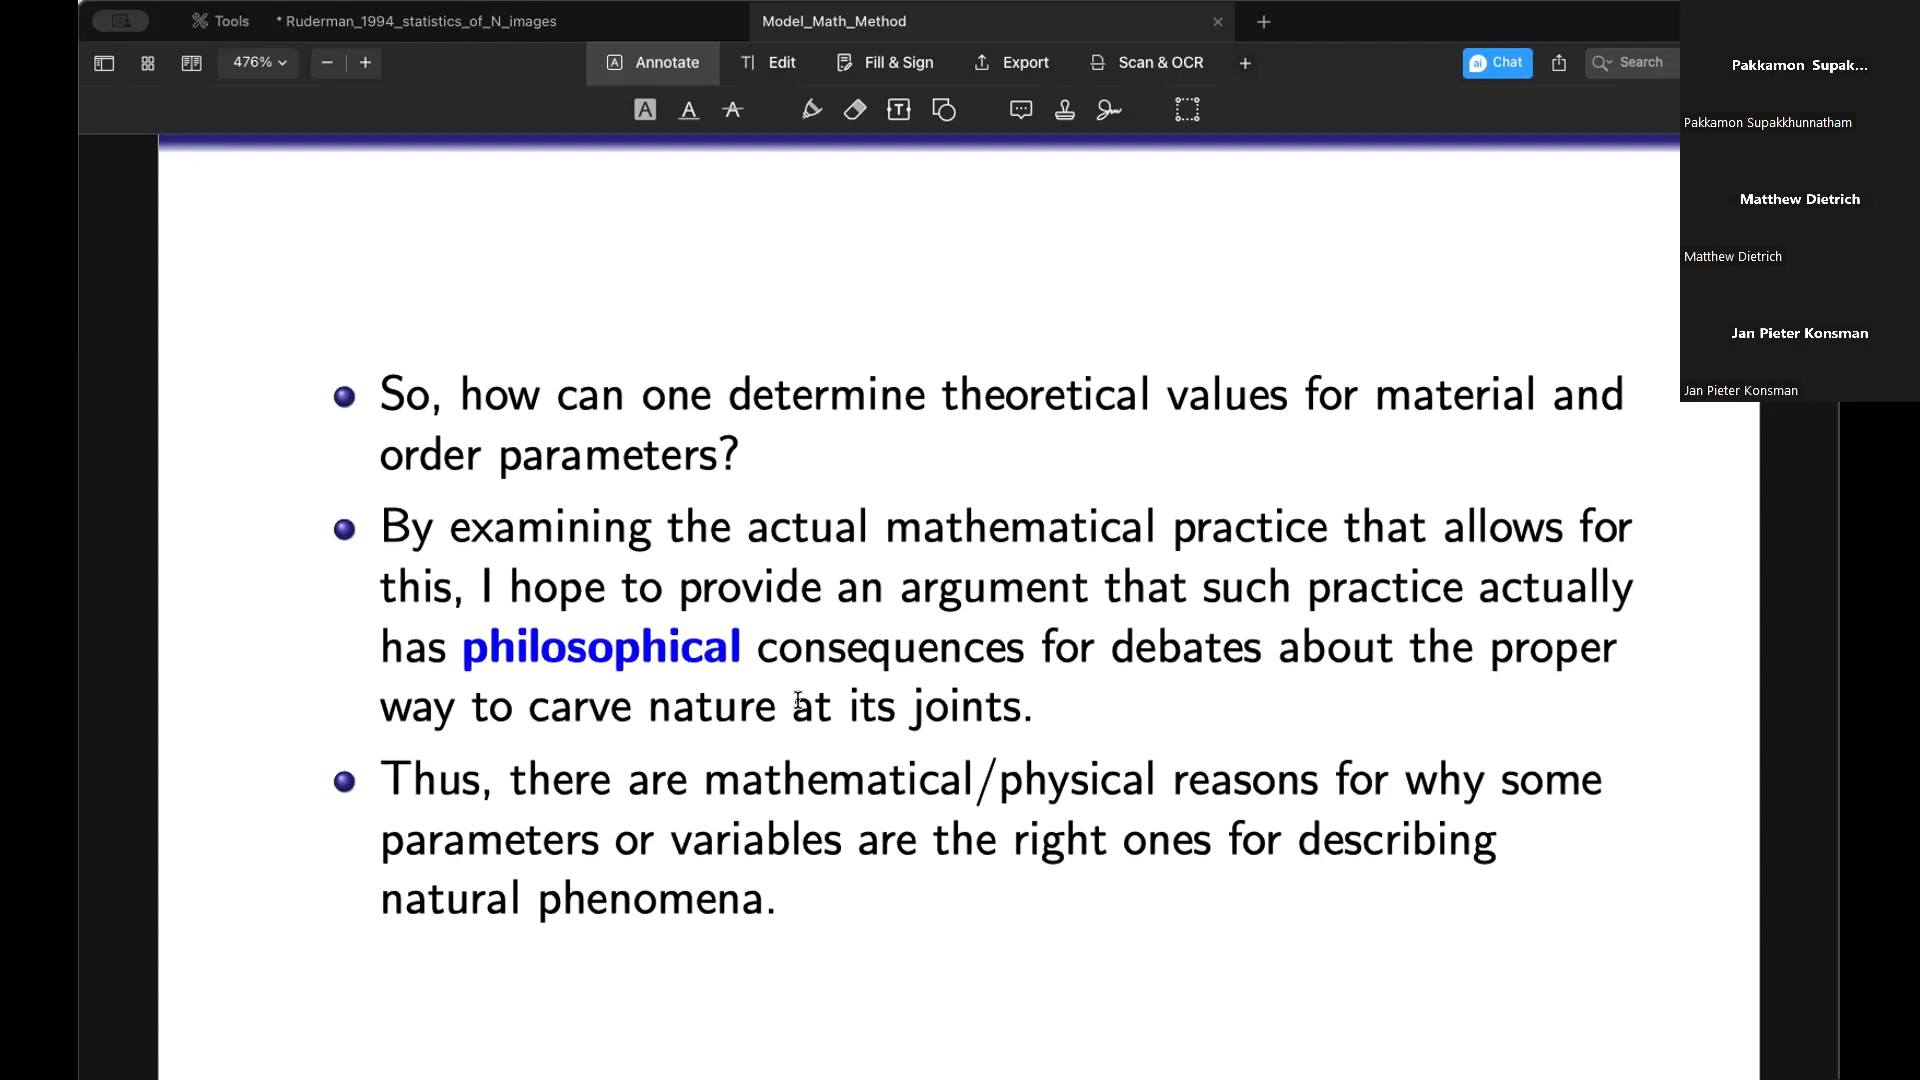 Tools
* Ruderman_1994_statistics_of_N_images
Model_Math_Method
476%
Annotate
Edit
Fill & Sign
Export
Scan & OCR
Chat
Search
Pakkamon Supak...
Pakkamon Supakkhunnatham
Matthew Dietrich
Matthew Dietrich
Jan Pieter Konsman
Jan Pieter Konsman
So, how can one determine theoretical values for material and
order parameters?
By examining the actual mathematical practice that allows for
this, I hope to provide an argument that such practice actually
has philosophical consequences for debates about the proper
way to carve nature at its joints.
Thus, there are mathematical/physical reasons for why some
parameters or variables are the right ones for describing
natural phenomena.